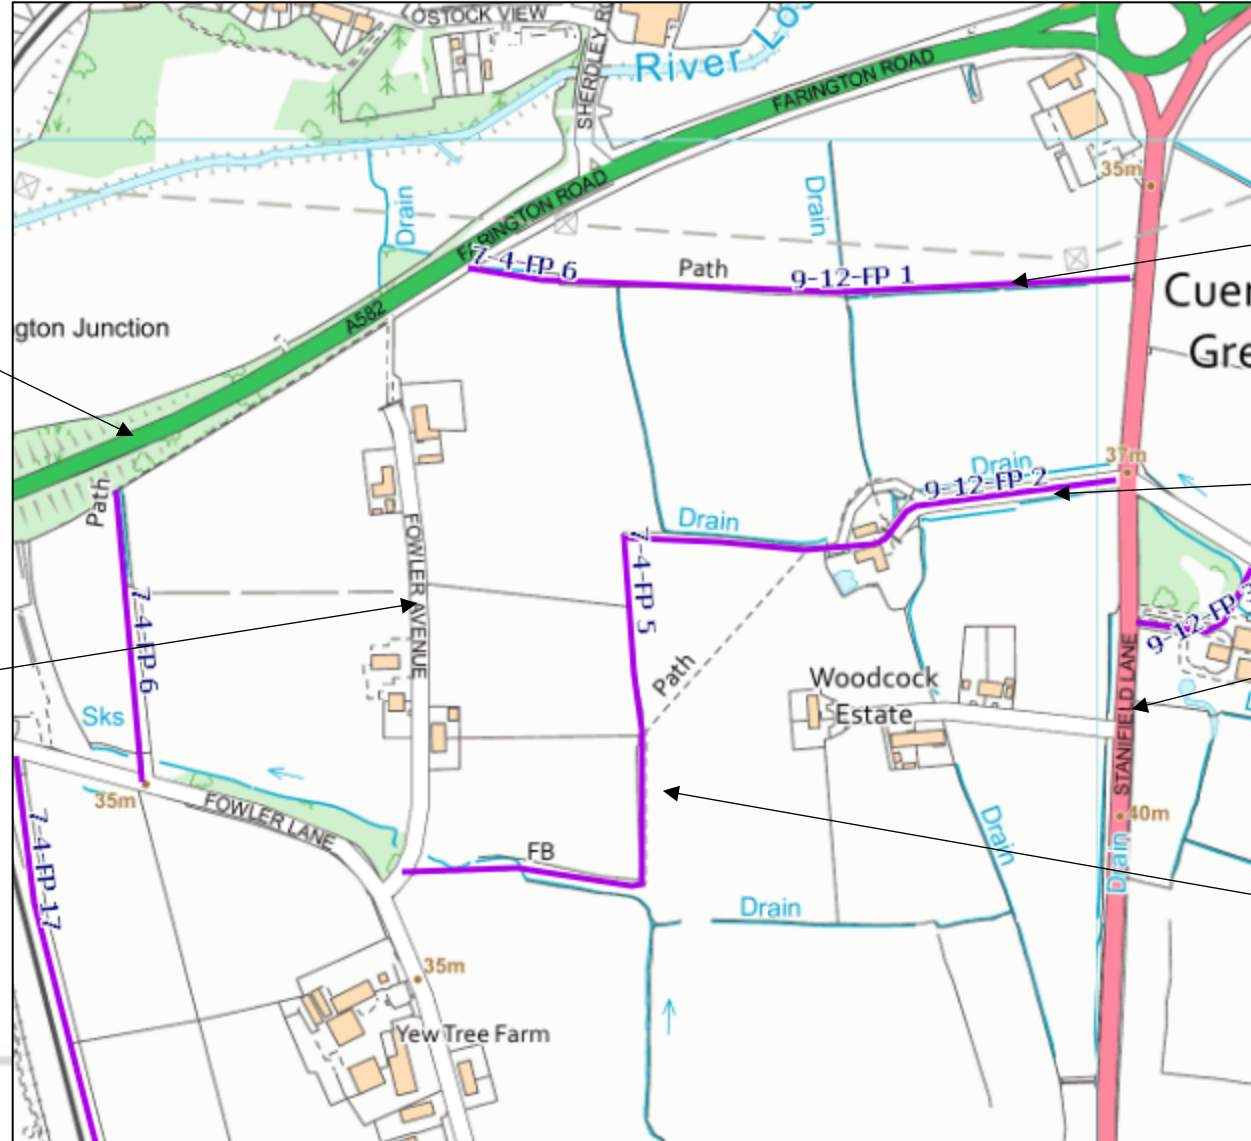 OSTOCK VIEW
SHERDLEY RO
River Los
FARINGTON ROAD
35m
Drain
Drain
FARINGTON ROAD
7-4-FP 6
Path
9-12-FP 1
Cuer
Gre
gton Junction
A582
37m
Drain
9-12-FP 2
Path
Drain
FOWLER AVENUE
7-4-FP 5
7-4-FP 6
9-12-FP 3
Path
Woodcock
Estate
STANIFIELD LANE
Sks
35m
FOWLER LANE
40m
Drain
Drain
FB
7-4-FP 17
Drain
35m
Yew Tree Farm